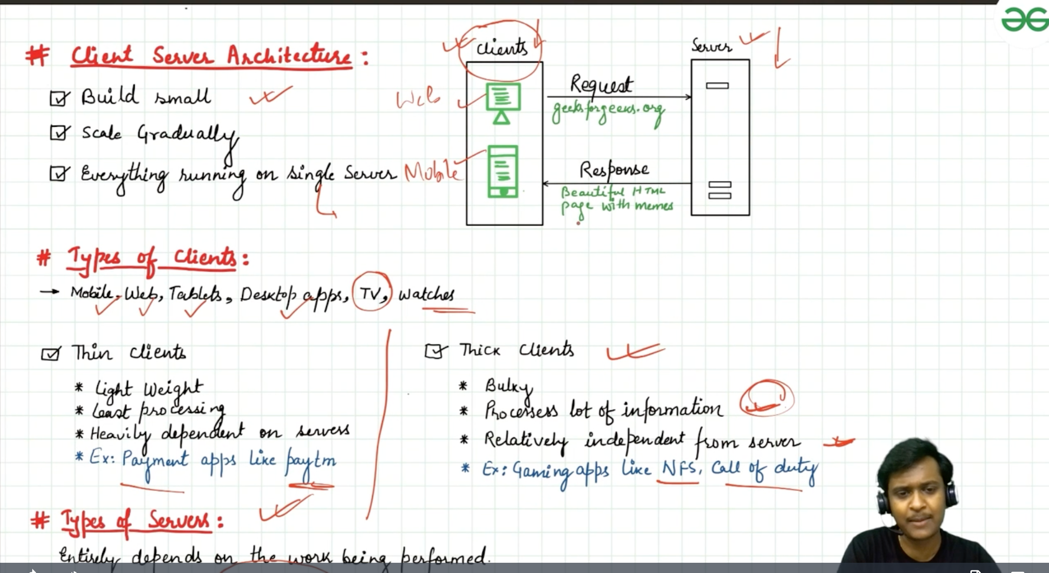 # Client Server Architecture :
Build small
Scale Gradually
Everything running on single Server
Clients
Web
Mobile
Request
geeksforgeeks.org
Response
Beautiful HTML
page with memes
Server
# Types of Clients :
→ Mobile, Web, Tablets, Desktop apps, TV, Watches
Thin clients
* Light Weight
* Least processing
* Heavily dependent on servers
* Ex: Payment apps like paytm
Thick Clients
* Bulky
* Processess lot of information
* Relatively independent from server
* Ex: Gaming apps like NFS, Call of duty
# Types of Servers :
Entirely depends on the work being performed.